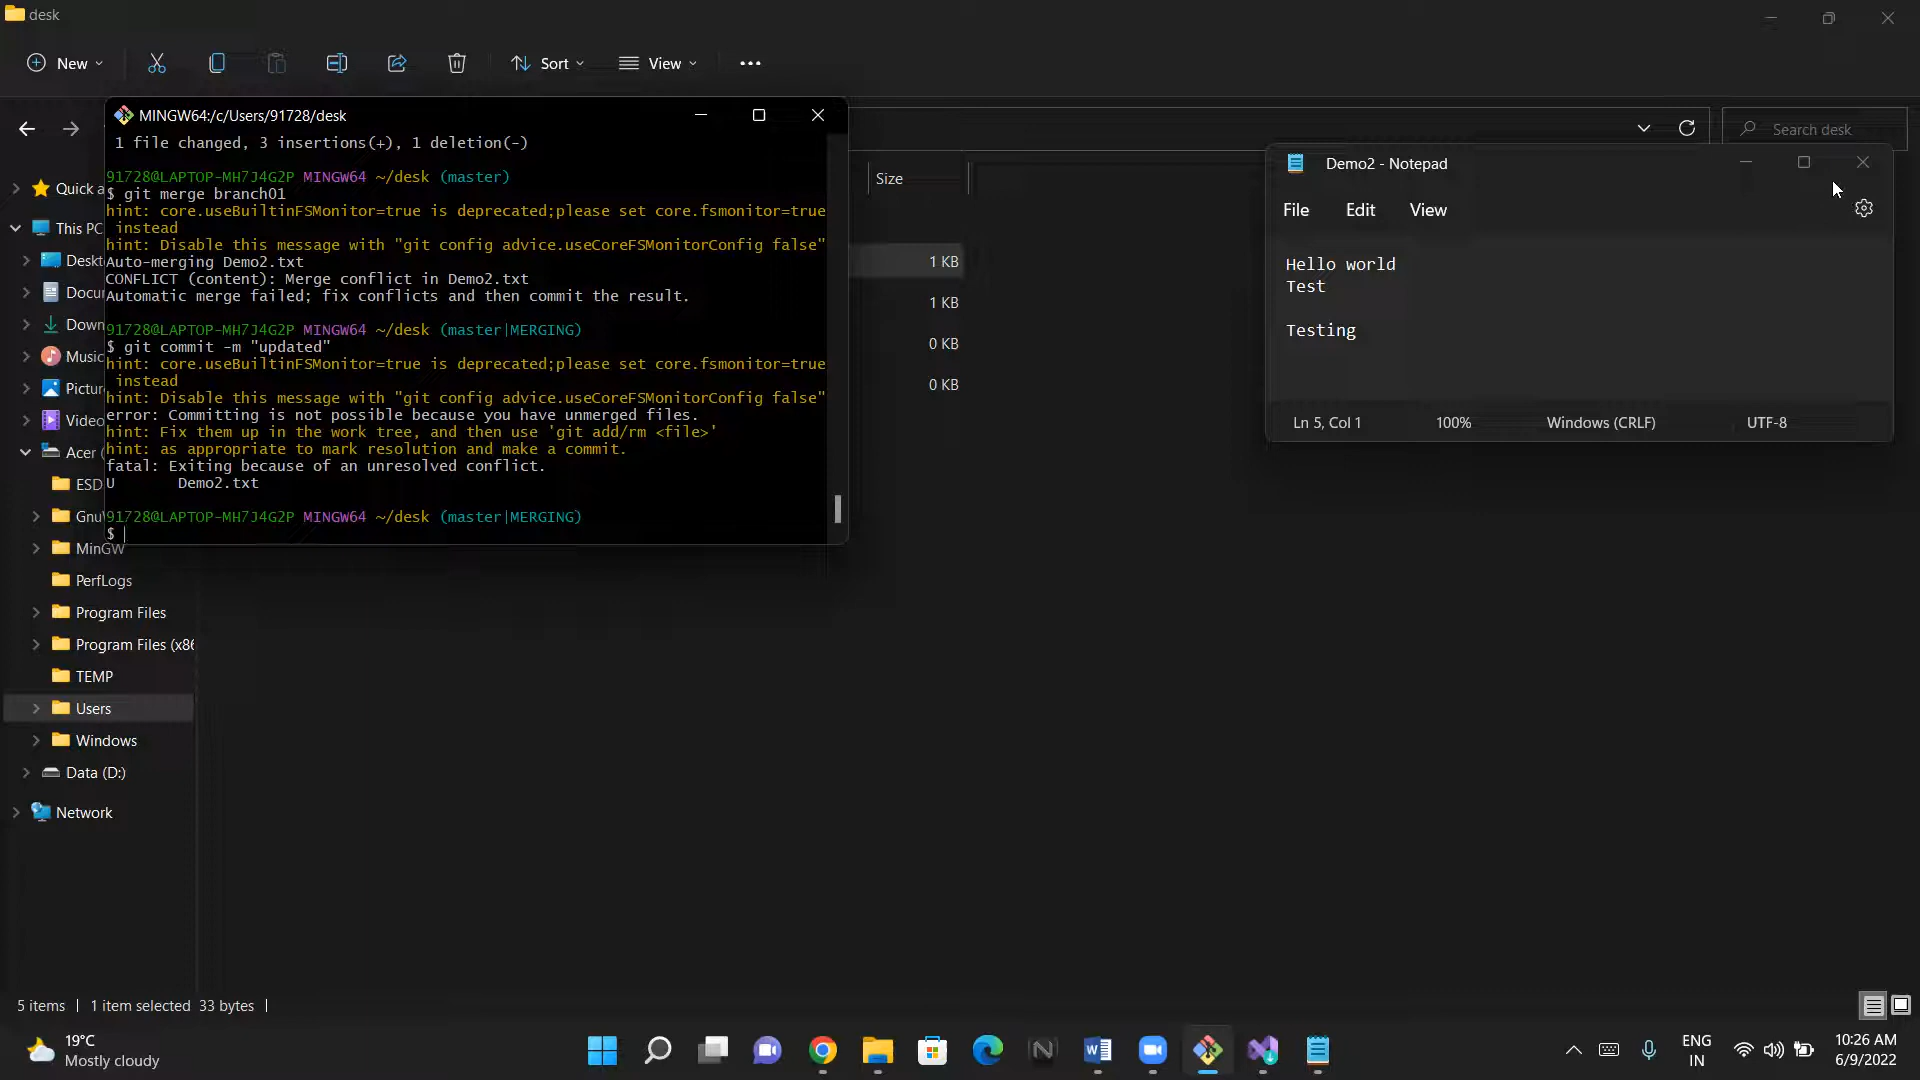 desk
New
Sort
View
MINGW64:/c/Users/91728/desk
1 file changed, 3 insertions(+), 1 deletion(-)
91728@LAPTOP-MH7J4G2P MINGW64 ~/desk (master)
$ git merge branch01
hint: core.useBuiltinFSMonitor=true is deprecated;please set core.fsmonitor=true
instead
hint: Disable this message with "git config advice.useCoreFSMonitorConfig false"
Auto-merging Demo2.txt
CONFLICT (content): Merge conflict in Demo2.txt
Automatic merge failed; fix conflicts and then commit the result.
91728@LAPTOP-MH7J4G2P MINGW64 ~/desk (master|MERGING)
$ git commit -m "updated"
hint: core.useBuiltinFSMonitor=true is deprecated;please set core.fsmonitor=true
instead
hint: Disable this message with "git config advice.useCoreFSMonitorConfig false"
error: Committing is not possible because you have unmerged files.
hint: Fix them up in the work tree, and then use 'git add/rm <file>'
hint: as appropriate to mark resolution and make a commit.
fatal: Exiting because of an unresolved conflict.
U Demo2.txt
91728@LAPTOP-MH7J4G2P MINGW64 ~/desk (master|MERGING)
$
Quick a
This PC
Deskt
Docu
Down
Music
Pictur
Video
Acer (
ESD
GnuW
MinGW
PerfLogs
Program Files
Program Files (x86
TEMP
Users
Windows
Data (D:)
Network
Search desk
Size
1 KB
1 KB
0 KB
0 KB
Demo2 - Notepad
File Edit View
Hello world
Test
Testing
Ln 5, Col 1 100% Windows (CRLF) UTF-8
5 items 1 item selected 33 bytes
19°C
Mostly cloudy
ENG
IN
10:26 AM
6/9/2022